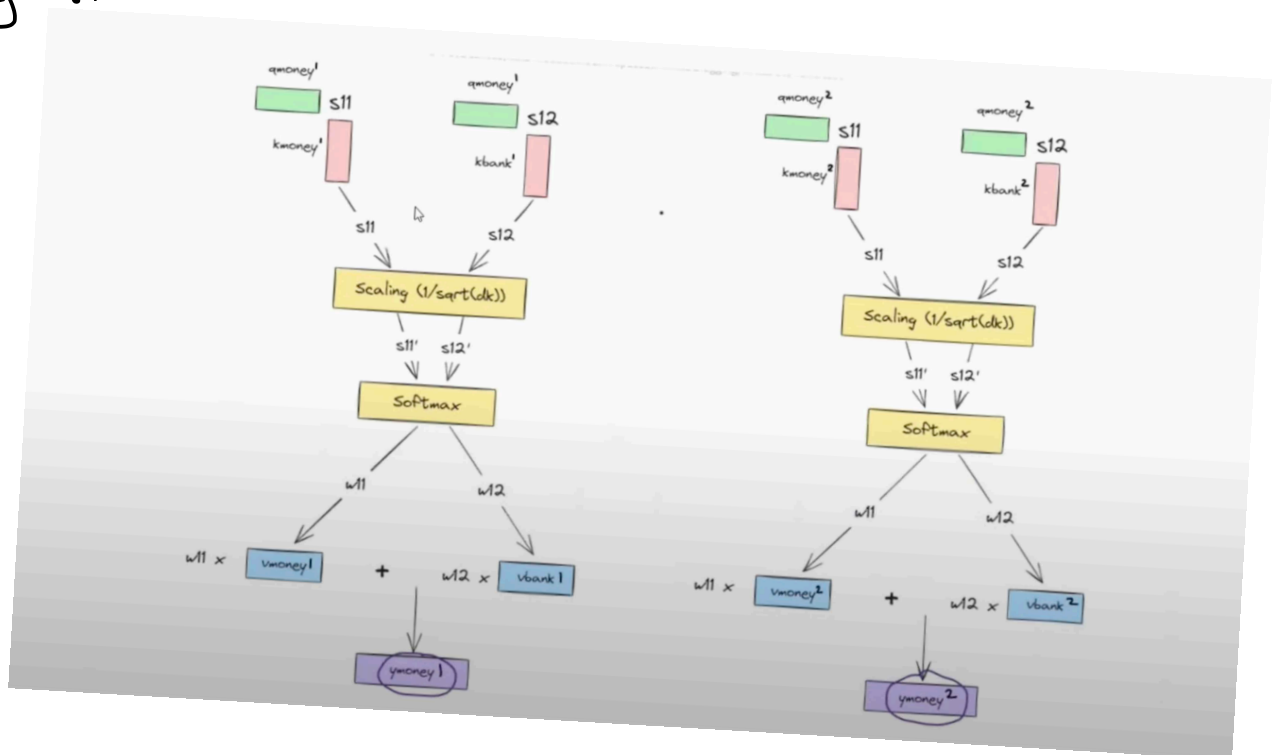 qmoney¹
s11
kmoney¹
qmoney¹
s12
kbank¹
s11
s12
Scaling (1/sqrt(dk))
s11'
s12'
Softmax
w11
w12
w11 x
vmoney1
+
w12 x
vbank1
ymoney1
qmoney²
s11
kmoney²
qmoney²
s12
kbank²
s11
s12
Scaling (1/sqrt(dk))
s11'
s12'
Softmax
w11
w12
w11 x
vmoney²
+
w12 x
vbank²
ymoney²